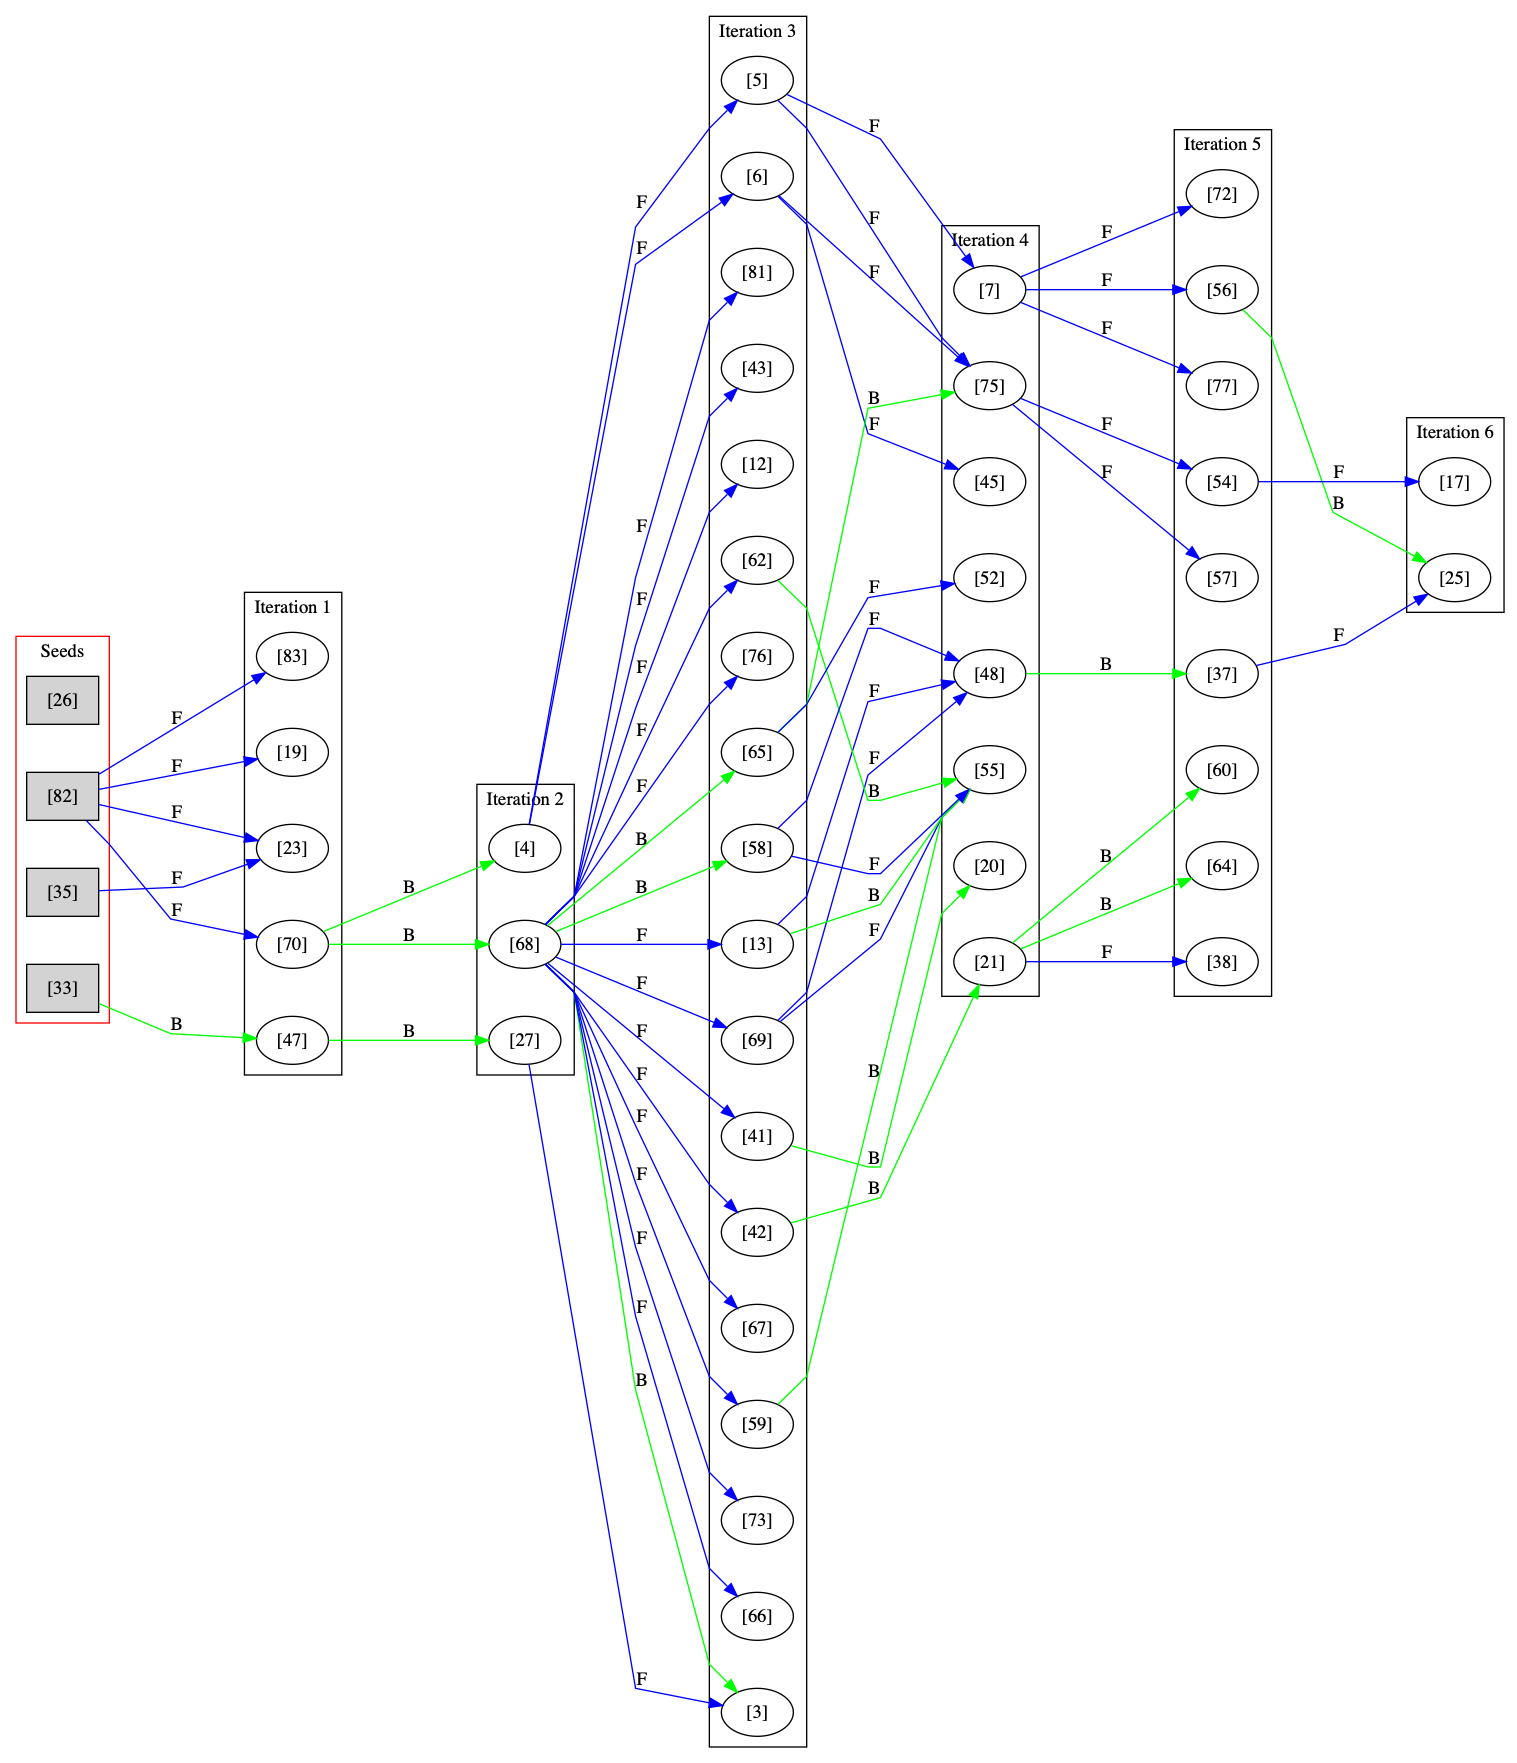 Seeds
[26]
[82]
[35]
[33]
F
F
F
F
F
B
Iteration 1
[83]
[19]
[23]
[70]
[47]
B
B
B
Iteration 2
[4]
[68]
[27]
F
F
F
F
F
F
F
B
B
F
F
F
F
F
F
F
F
B
F
Iteration 3
[5]
[6]
[81]
[43]
[12]
[62]
[76]
[65]
[58]
[13]
[69]
[41]
[42]
[67]
[59]
[73]
[66]
[3]
F
F
F
B
F
F
F
F
F
B
F
B
F
B
B
B
Iteration 4
[7]
[75]
[45]
[52]
[48]
[55]
[20]
[21]
F
F
F
F
F
B
B
B
F
Iteration 5
[72]
[56]
[77]
[54]
[57]
[37]
[60]
[64]
[38]
F
B
F
Iteration 6
[17]
[25]